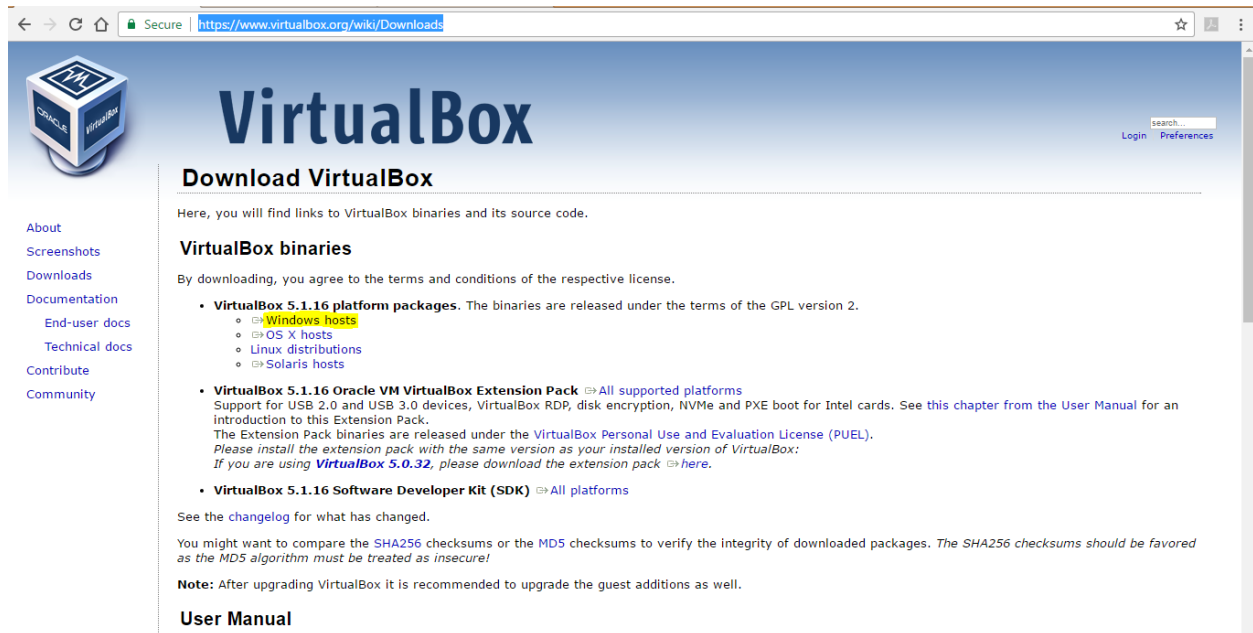 Secure | https://www.virtualbox.org/wiki/Downloads
ORACLE
VirtualBox
VirtualBox
search...
Login Preferences
Download VirtualBox
Here, you will find links to VirtualBox binaries and its source code.
About
Screenshots
Downloads
Documentation
End-user docs
Technical docs
Contribute
Community
VirtualBox binaries
By downloading, you agree to the terms and conditions of the respective license.
• VirtualBox 5.1.16 platform packages. The binaries are released under the terms of the GPL version 2.
Windows hosts
OS X hosts
Linux distributions
Solaris hosts
• VirtualBox 5.1.16 Oracle VM VirtualBox Extension Pack All supported platforms
Support for USB 2.0 and USB 3.0 devices, VirtualBox RDP, disk encryption, NVMe and PXE boot for Intel cards. See this chapter from the User Manual for an
introduction to this Extension Pack.
The Extension Pack binaries are released under the VirtualBox Personal Use and Evaluation License (PUEL).
Please install the extension pack with the same version as your installed version of VirtualBox:
If you are using VirtualBox 5.0.32, please download the extension pack here.
• VirtualBox 5.1.16 Software Developer Kit (SDK) All platforms
See the changelog for what has changed.
You might want to compare the SHA256 checksums or the MD5 checksums to verify the integrity of downloaded packages. The SHA256 checksums should be favored
as the MD5 algorithm must be treated as insecure!
Note: After upgrading VirtualBox it is recommended to upgrade the guest additions as well.
User Manual